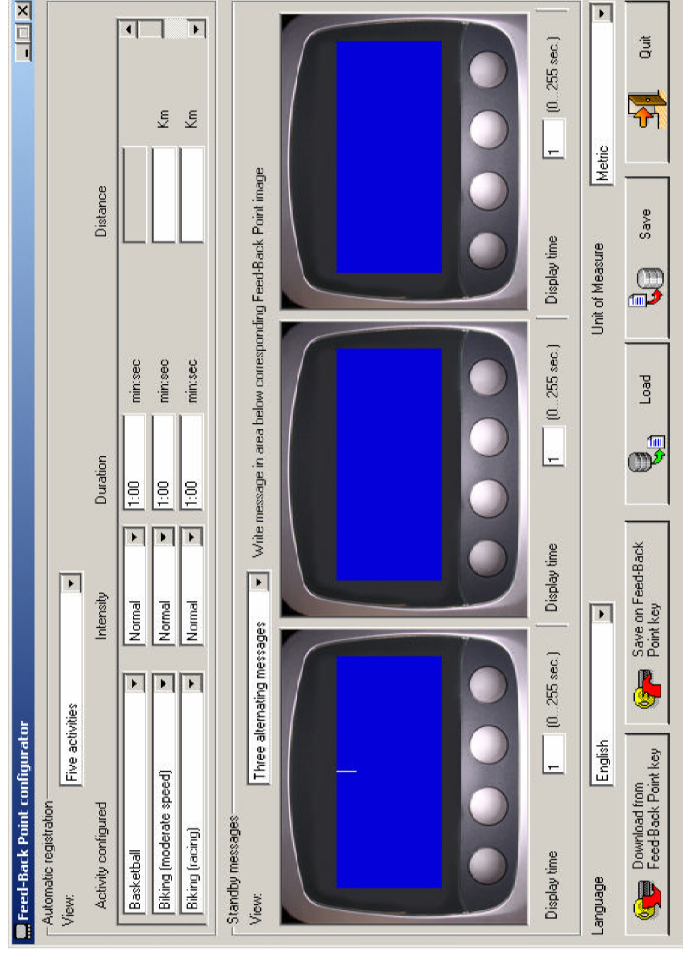 Feed-Back Point configurator
Automatic registration
View: Five activities
Activity configured Intensity Duration Distance
Basketball Normal 1:00 min:sec
Biking (moderate speed) Normal 1:00 min:sec Km
Biking (racing) Normal 1:00 min:sec Km
Standby messages
View: Three alternating messages Write message in area below corresponding Feed-Back Point image
Display time 1 (0...255 sec.) Display time 1 (0...255 sec.) Display time 1 (0...255 sec.)
Language English Unit of Measure Metric
Download from
Feed-Back Point key
Save on Feed-Back
Point key
Load
Save
Quit